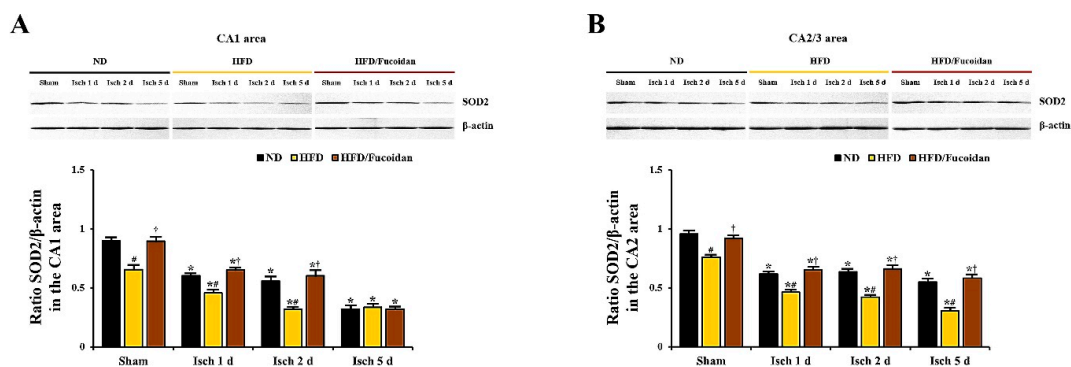 A
CA1 area
ND HFD HFD/Fucoidan
Sham Isch 1 d Isch 2 d Isch 5 d Sham Isch 1 d Isch 2 d Isch 5 d Sham Isch 1 d Isch 2 d Isch 5 d
SOD2
β-actin
ND HFD HFD/Fucoidan
Ratio SOD2/β-actin
in the CA1 area
1.5
1
0.5
0
# †
* *# *†
* *# *†
* * *
Sham Isch 1 d Isch 2 d Isch 5 d
B
CA2/3 area
ND HFD HFD/Fucoidan
Sham Isch 1 d Isch 2 d Isch 5 d Sham Isch 1 d Isch 2 d Isch 5 d Sham Isch 1 d Isch 2 d Isch 5 d
SOD2
β-actin
ND HFD HFD/Fucoidan
Ratio SOD2/β-actin
in the CA2 area
1.5
1
0.5
0
# †
* *# *†
* *# *†
* *# *†
Sham Isch 1 d Isch 2 d Isch 5 d